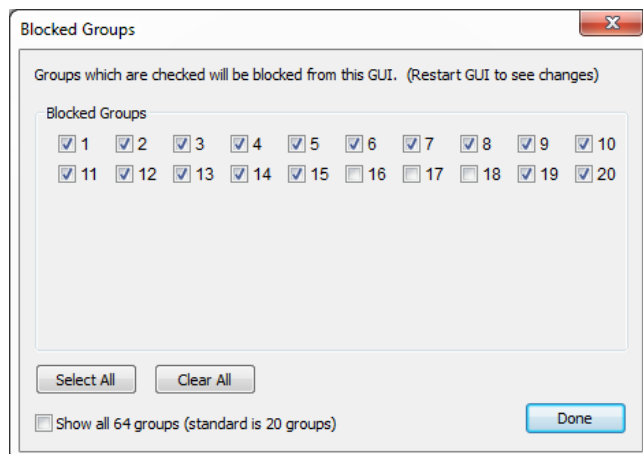 Blocked Groups
Groups which are checked will be blocked from this GUI. (Restart GUI to see changes)
Blocked Groups
1 2 3 4 5 6 7 8 9 10
11 12 13 14 15 16 17 18 19 20
Select All Clear All
Show all 64 groups (standard is 20 groups) Done